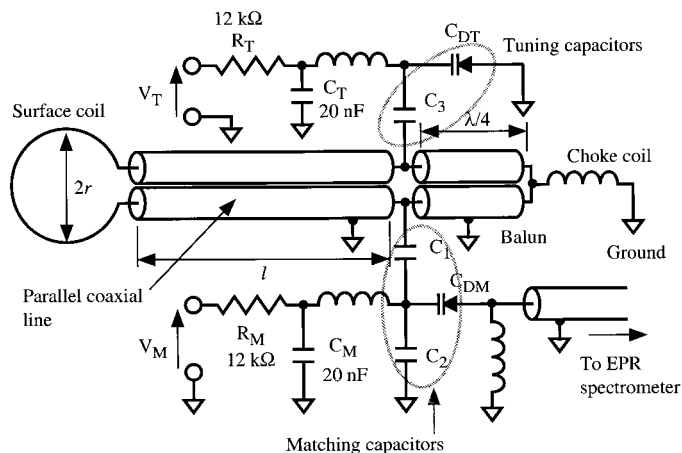 12 kΩ
R_T
C_DT
Tuning capacitors
V_T
C_T
20 nF
C_3
λ/4
Surface coil
Choke coil
2r
Balun
Ground
C_1
l
C_DM
Parallel coaxial
line
V_M
R_M
12 kΩ
C_M
20 nF
C_2
To EPR
spectrometer
Matching capacitors